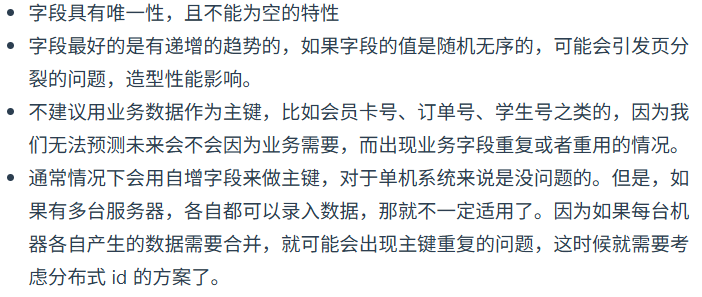 字段具有唯一性，且不能为空的特性
字段最好的是有递增的趋势的，如果字段的值是随机无序的，可能会引发页分
裂的问题，造型性能影响。
不建议用业务数据作为主键，比如会员卡号、订单号、学生号之类的，因为我
们无法预测未来会不会因为业务需要，而出现业务字段重复或者重用的情况。
通常情况下会用自增字段来做主键，对于单机系统来说是没问题的。但是，如
果有多台服务器，各自都可以录入数据，那就不一定适用了。因为如果每台机
器各自产生的数据需要合并，就可能会出现主键重复的问题，这时候就需要考
虑分布式 id 的方案了。